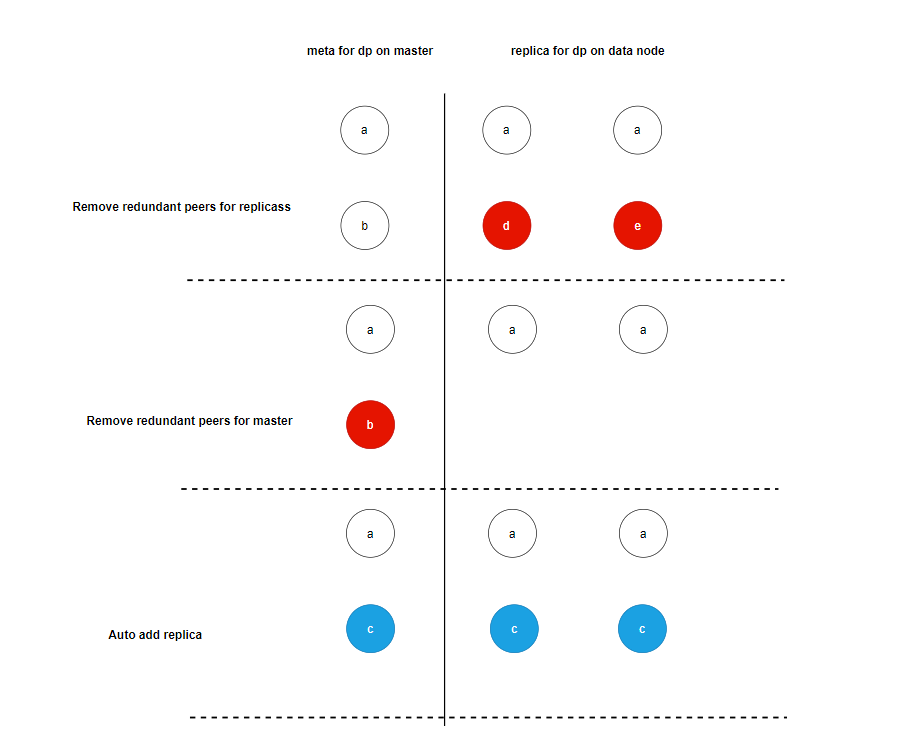 meta for dp on master
replica for dp on data node
a
a
a
Remove redundant peers for replicass
b
d
e
a
a
a
Remove redundant peers for master
b
a
a
a
Auto add replica
c
c
c